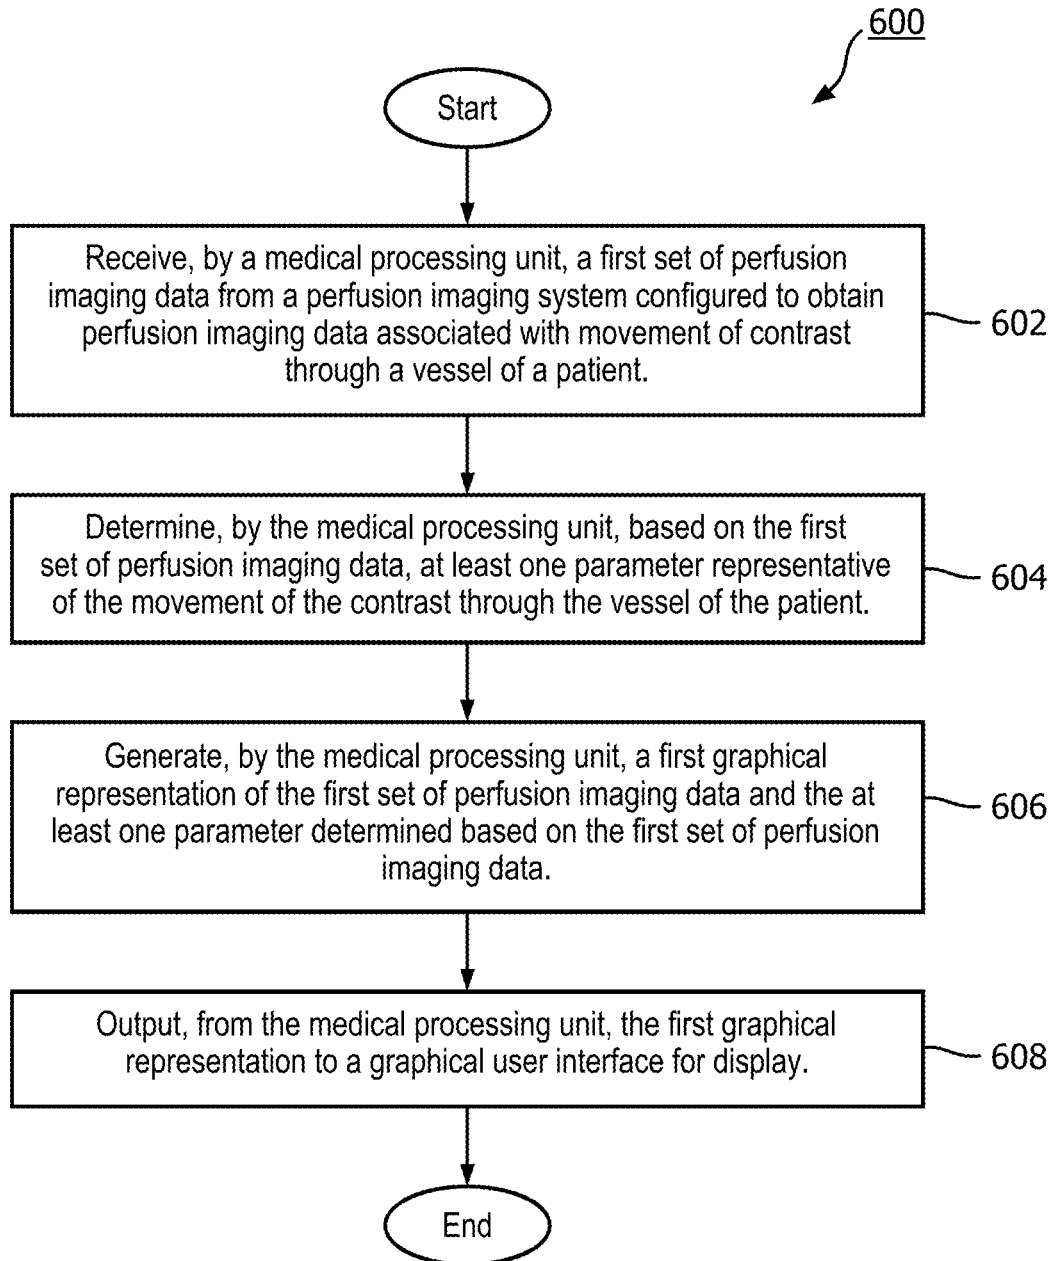 600
Start
Receive, by a medical processing unit, a first set of perfusion
imaging data from a perfusion imaging system configured to obtain
perfusion imaging data associated with movement of contrast
through a vessel of a patient.
602
Determine, by the medical processing unit, based on the first
set of perfusion imaging data, at least one parameter representative
of the movement of the contrast through the vessel of the patient.
604
Generate, by the medical processing unit, a first graphical
representation of the first set of perfusion imaging data and the at
least one parameter determined based on the first set of perfusion
imaging data.
606
Output, from the medical processing unit, the first graphical
representation to a graphical user interface for display.
608
End